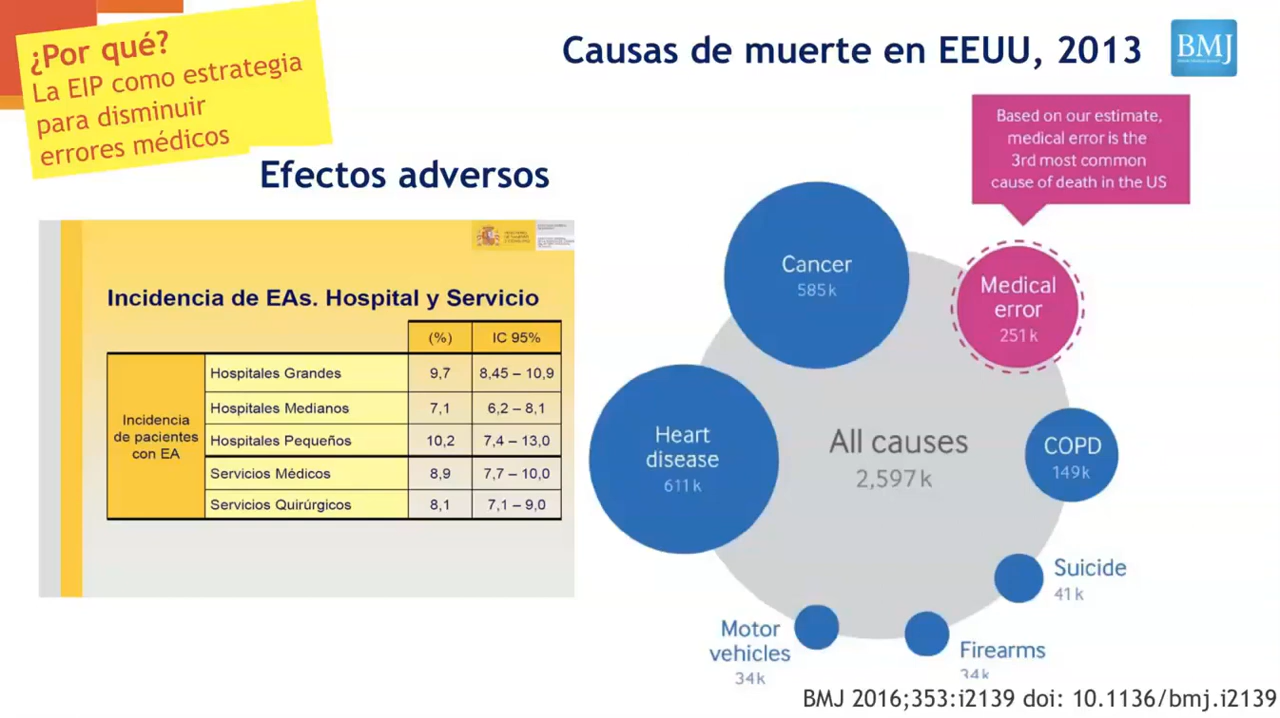 ¿Por qué?
La EIP como estrategia
para disminuir
errores médicos
Causas de muerte en EEUU, 2013
BMJ
Efectos adversos
Incidencia de EAs. Hospital y Servicio
(%) IC 95%
Incidencia
de pacientes
con EA
Hospitales Grandes 9,7 8,45 – 10,9
Hospitales Medianos 7,1 6,2 – 8,1
Hospitales Pequeños 10,2 7,4 – 13,0
Servicios Médicos 8,9 7,7 – 10,0
Servicios Quirúrgicos 8,1 7,1 – 9,0
Based on our estimate,
medical error is the
3rd most common
cause of death in the US
Cancer
585k
Medical
error
251k
Heart
disease
611k
All causes
2,597k
COPD
149k
Suicide
41k
Motor
vehicles
34k
Firearms
34k
BMJ 2016;353:i2139 doi: 10.1136/bmj.i2139